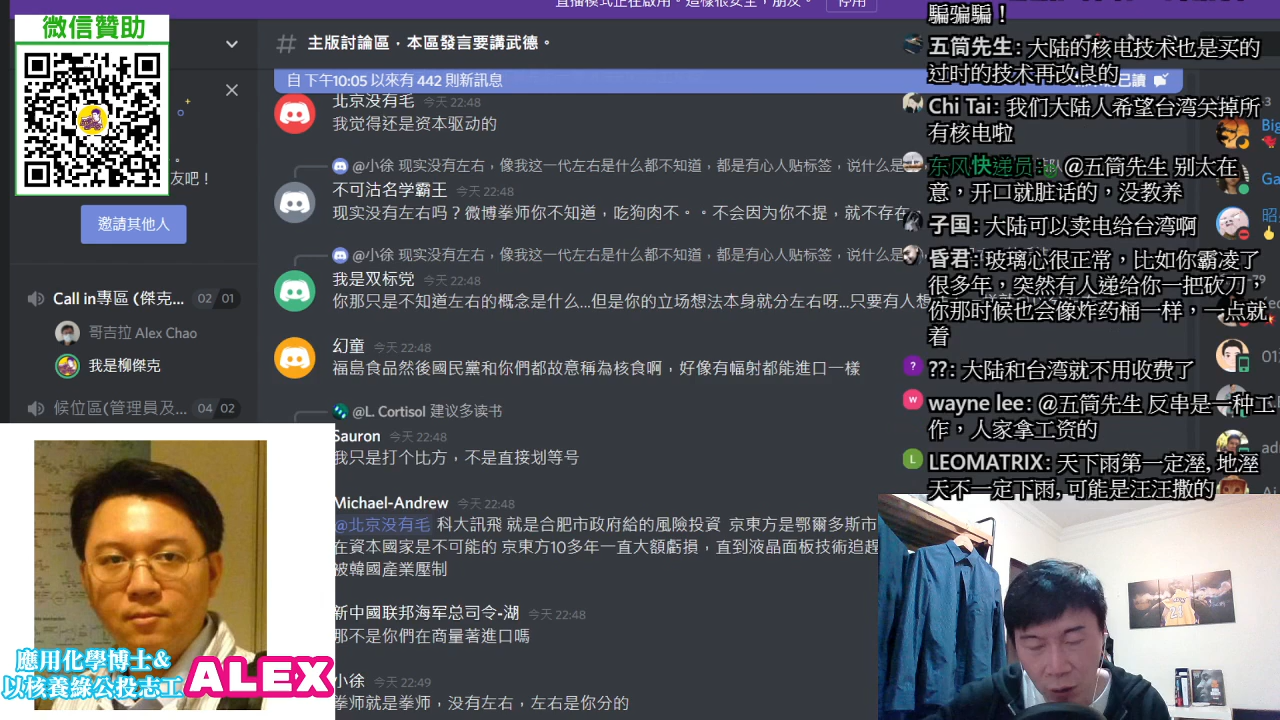 直播模式正在啟用。這樣很安全，朋友。
停用
微信贊助
主版討論區．本區發言要講武德。
自 下午10:05 以來有 442 則新訊息
已讀
友吧！
邀請其他人
Call in專區 (傑克...
02 01
哥吉拉 Alex Chao
我是柳傑克
候位區(管理員及...
04 02
北京没有毛 今天 22:48
我觉得还是资本驱动的
@小徐 现实没有左右，像我这一代左右是什么都不知道，都是有心人贴标签，说什么是
不可沽名学霸王 今天 22:48
现实没有左右吗？微博拳师你不知道，吃狗肉不。。不会因为你不提，就不存在
@小徐 现实没有左右，像我这一代左右是什么都不知道，都是有心人贴标签，说什么是
我是双标党 今天 22:48
你那只是不知道左右的概念是什么...但是你的立场想法本身就分左右呀...只要有人想
幻童 今天 22:48
福島食品然後國民黨和你們都故意稱為核食啊，好像有幅射都能進口一樣
@L. Cortisol 建议多读书
Sauron 今天 22:48
我只是打个比方，不是直接划等号
Michael-Andrew 今天 22:48
@北京没有毛 科大訊飛 就是合肥市政府給的風險投資 京東方是鄂爾多斯市
在資本國家是不可能的 京東方10多年一直大額虧損，直到液晶面板技術追趕
被韓國產業壓制
新中國联邦海军总司令-湖 今天 22:48
那不是你們在商量著進口嗎
小徐 今天 22:49
拳师就是拳师，没有左右，左右是你分的
騙骗騙！
五筒先生: 大陆的核电技术也是买的
过时的技术再改良的
Chi Tai: 我们大陆人希望台湾关掉所
有核电啦
东风快递员: @五筒先生 别太在
意，开口就脏话的，没教养
子国: 大陆可以卖电给台湾啊
昏君: 玻璃心很正常，比如你霸凌了
很多年，突然有人递给你一把砍刀，
你那时候也会像炸药桶一样，一点就
着
??: 大陆和台湾就不用收费了
wayne lee: @五筒先生 反串是一种工
作，人家拿工资的
LEOMATRIX: 天下雨第一定溼, 地溼
天不一定下雨, 可能是汪汪撒的
應用化學博士&
以核養綠公投志工
ALEX